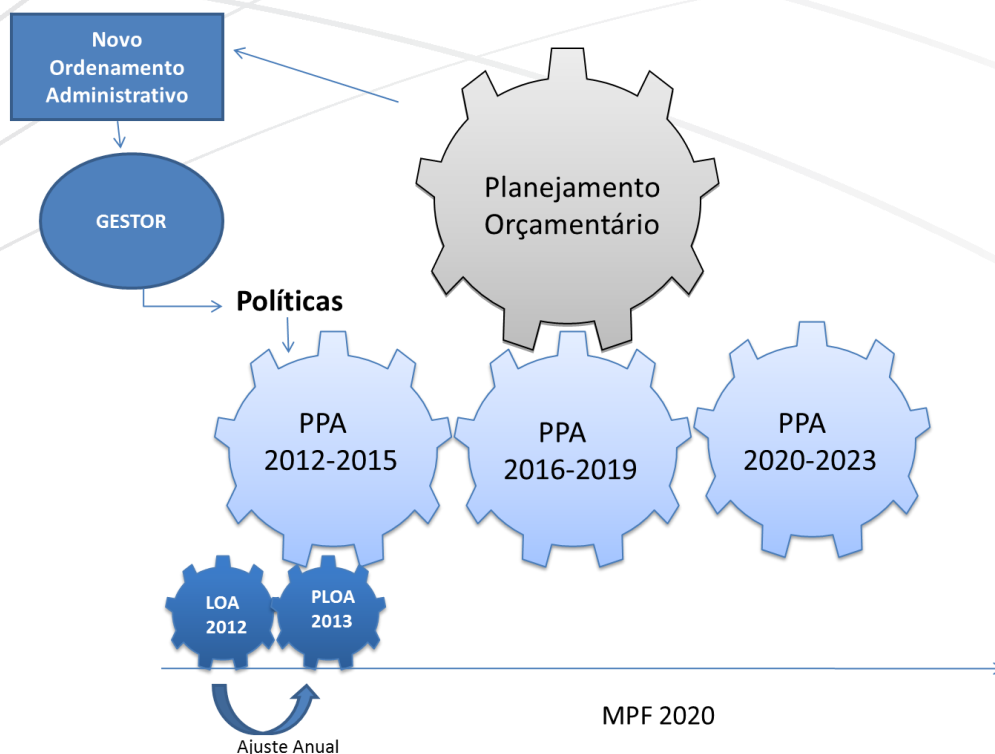 Novo
Ordenamento
Administrativo
GESTOR
Políticas
Planejamento
Orçamentário
PPA
2012-2015
PPA
2016-2019
PPA
2020-2023
LOA
2012
PLOA
2013
Ajuste Anual
MPF 2020